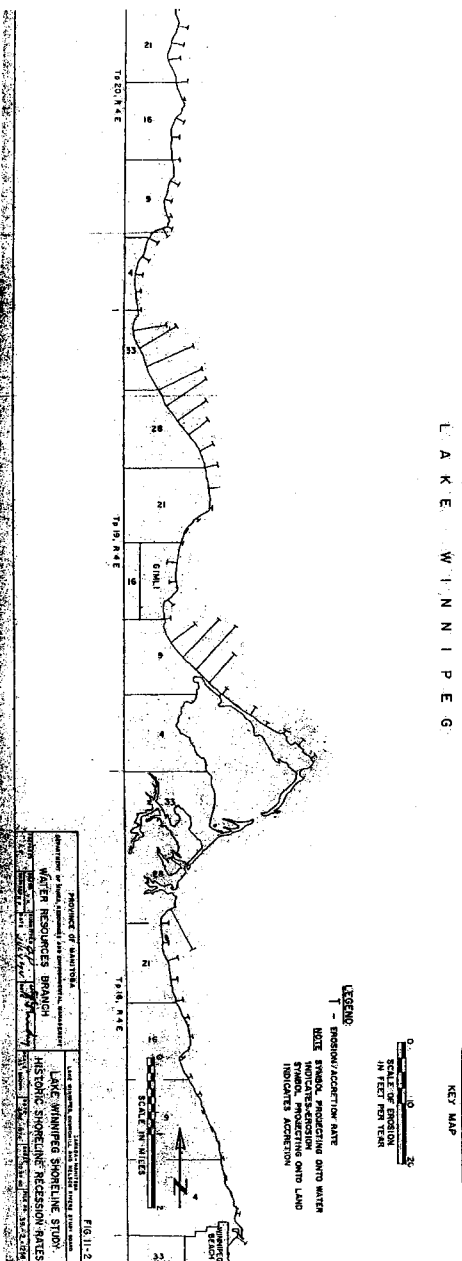 21
Tp 20, R 4 E
16
9
4
33
28
21
Tp 19, R 4 E
16
GIMLI
9
4
33
21
Tp 18, R 4 E
16
9
4
33
WINNIPEG
BEACH
LAKE WINNIPEG
KEY MAP
0 10 20
SCALE OF EROSION
IN FEET PER YEAR
LEGEND:
T - EROSION/ACCRETION RATE
NOTE SYMBOL PROJECTING ONTO WATER
INDICATES EROSION
SYMBOL PROJECTING ONTO LAND
INDICATES ACCRETION
SCALE IN MILES
FIG. 11-2
PROVINCE OF MANITOBA
WATER RESOURCES BRANCH
LAKE WINNIPEG SHORELINE STUDY
HISTORIC SHORELINE RECESSION RATES